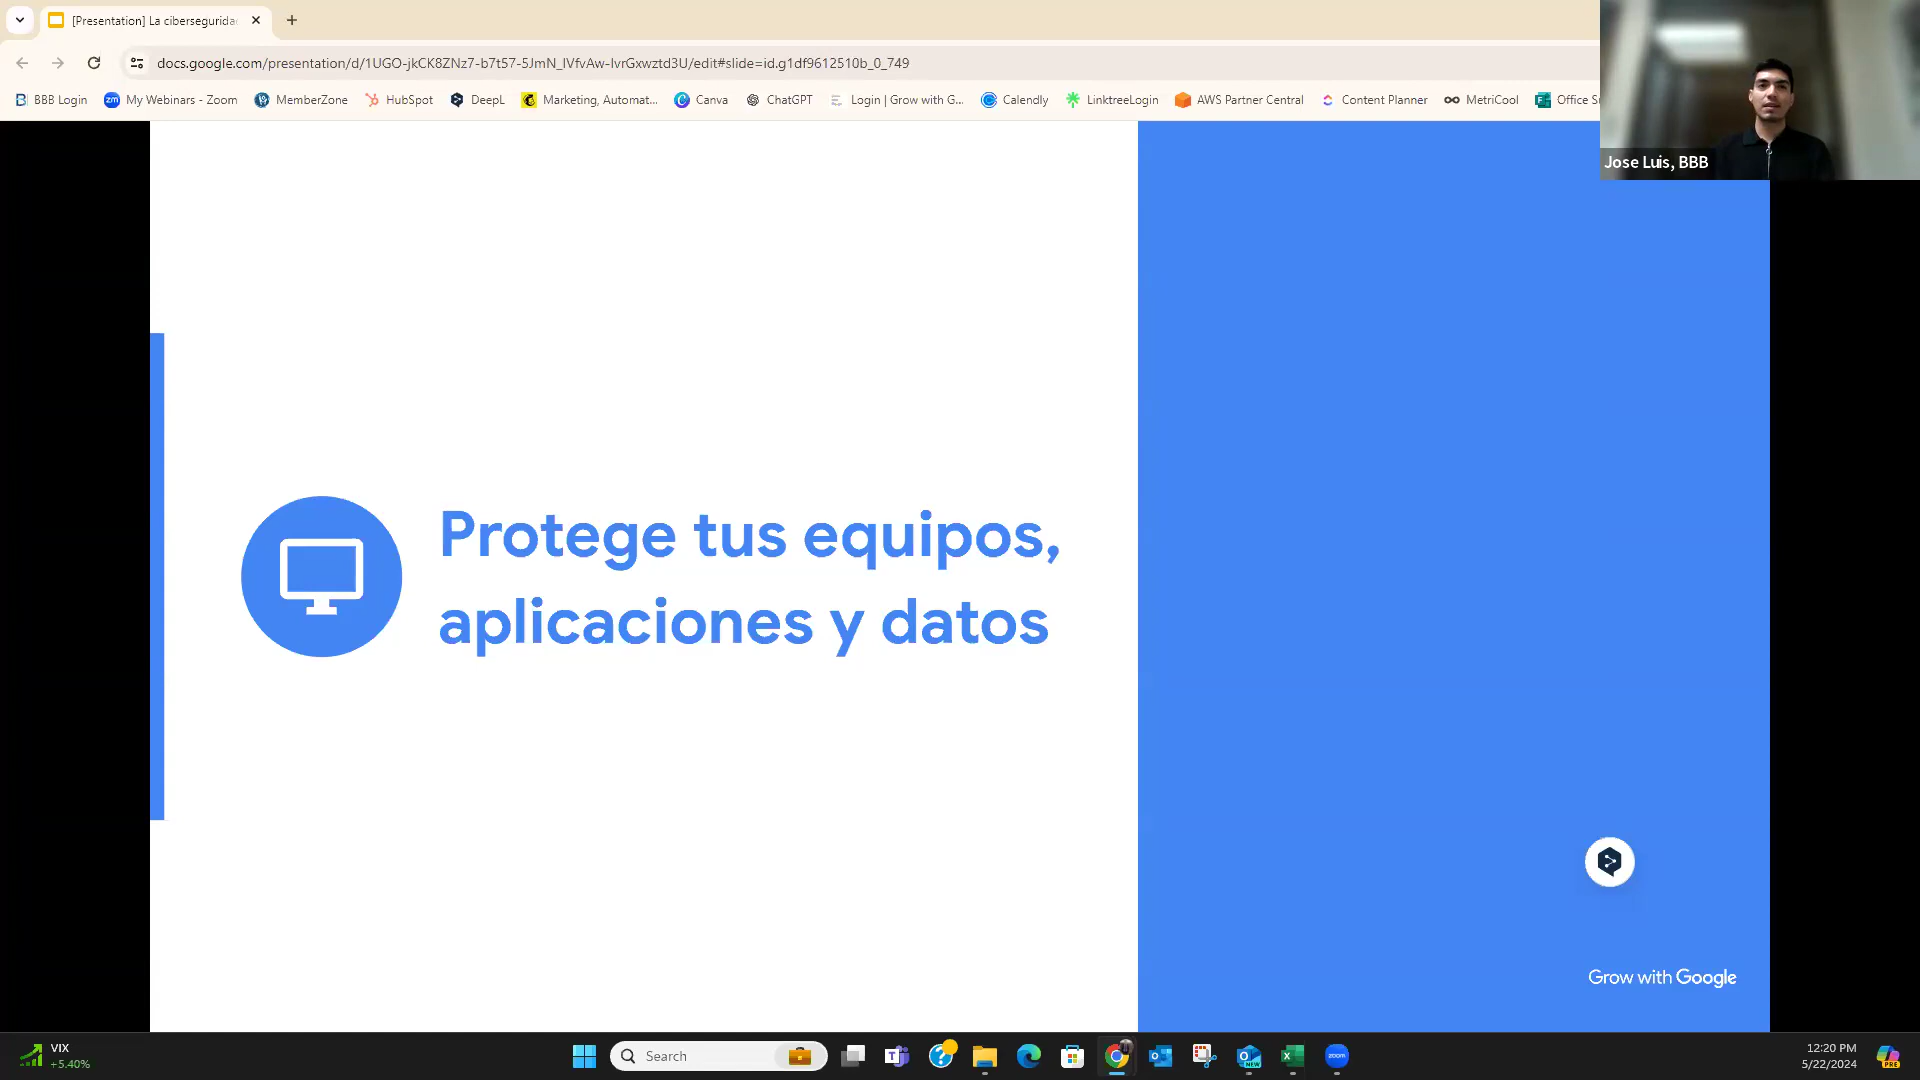 [Presentation] La cibersegurida
docs.google.com/presentation/d/1UGO-jkCK8ZNz7-b7t57-5JmN_IVfvAw-IvrGxwztd3U/edit#slide=id.g1df9612510b_0_749
BBB Login
My Webinars - Zoom
MemberZone
HubSpot
DeepL
Marketing, Automat...
Canva
ChatGPT
Login | Grow with G...
Calendly
LinktreeLogin
AWS Partner Central
Content Planner
MetriCool
Office S
Jose Luis, BBB
Protege tus equipos,
aplicaciones y datos
Grow with Google
VIX
+5.40%
Search
12:20 PM
5/22/2024